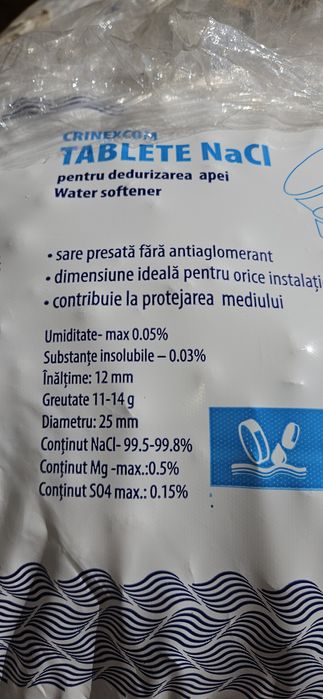 CRINEXCOM
TABLETE NaCl
pentru dedurizarea apei
Water softener
• sare presată fără antiaglomerant
• dimensiune ideală pentru orice instalați
• contribuie la protejarea mediului
Umiditate- max 0.05%
Substanțe insolubile – 0.03%
Înălțime: 12 mm
Greutate 11-14 g
Diametru: 25 mm
Conținut NaCl- 99.5-99.8%
Conținut Mg -max.:0.5%
Conținut SO4 max.: 0.15%